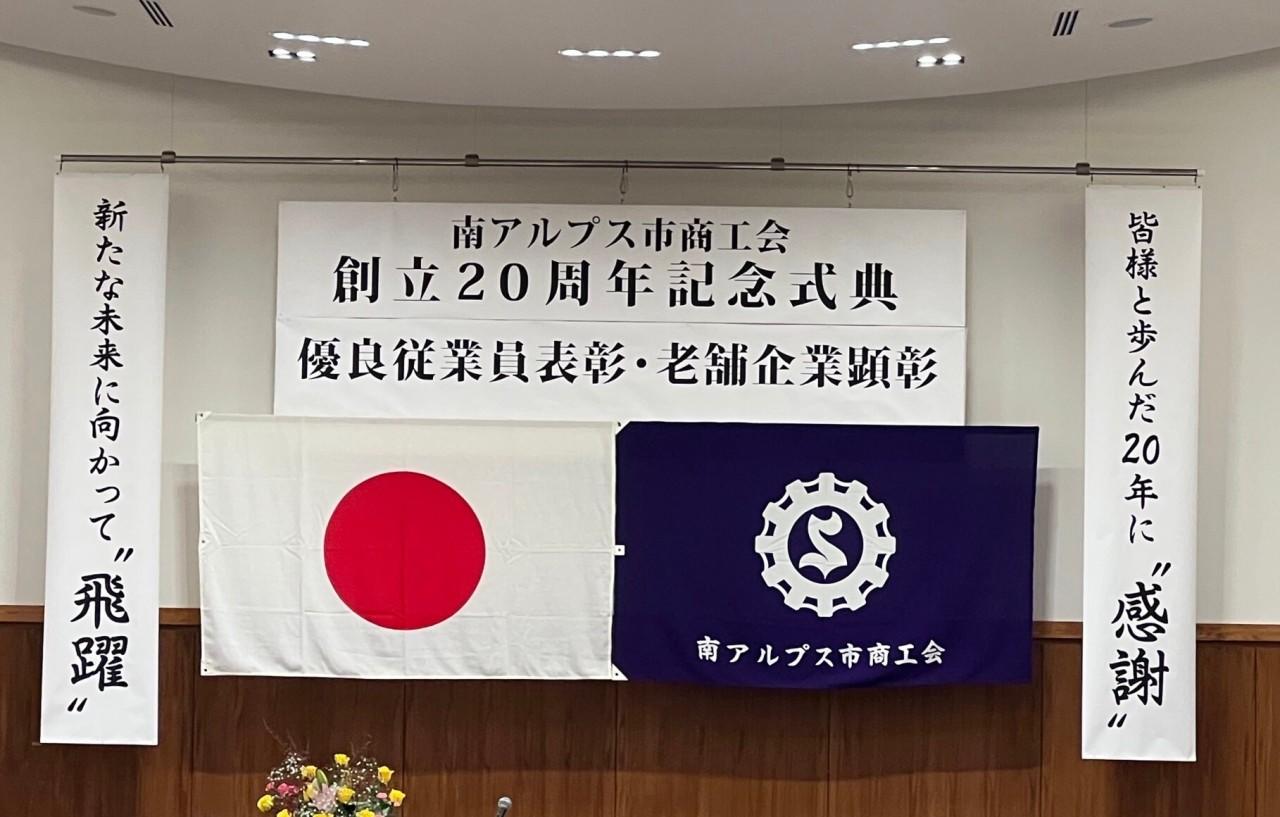 南アルプス市商工会
創立20周年記念式典
優良従業員表彰・老舗企業顕彰
皆様と歩んだ20年に〝感謝〟
新たな未来に向かって〝飛躍〟
S
南アルプス市商工会